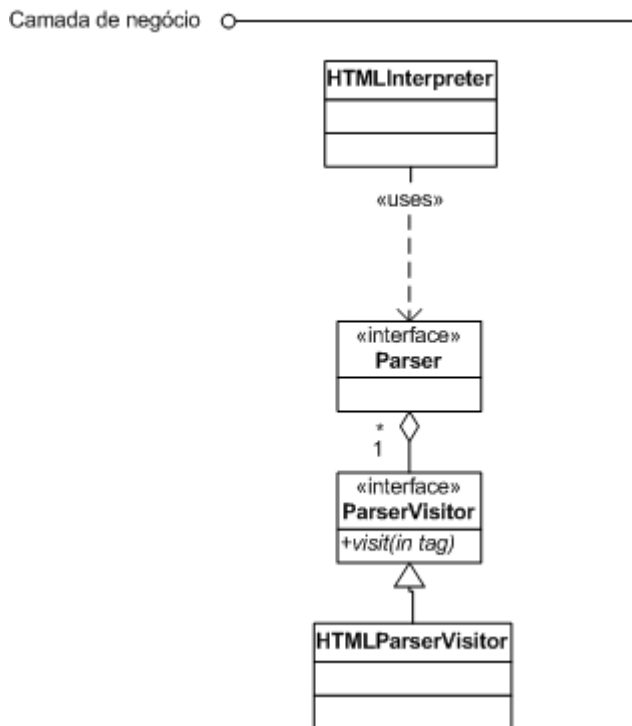 Camada de negócio
HTMLInterpreter
«uses»
«interface»
Parser
*
1
«interface»
ParserVisitor
+visit(in tag)
HTMLParserVisitor